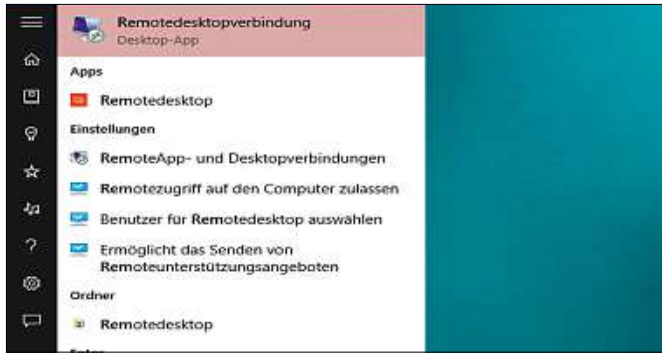 Remotedesktopverbindung
Desktop-App
Apps
Remotedesktop
Einstellungen
RemoteApp- und Desktopverbindungen
Remotezugriff auf den Computer zulassen
Benutzer für Remotedesktop auswählen
Ermöglicht das Senden von
Remoteunterstützungsangeboten
Ordner
Remotedesktop